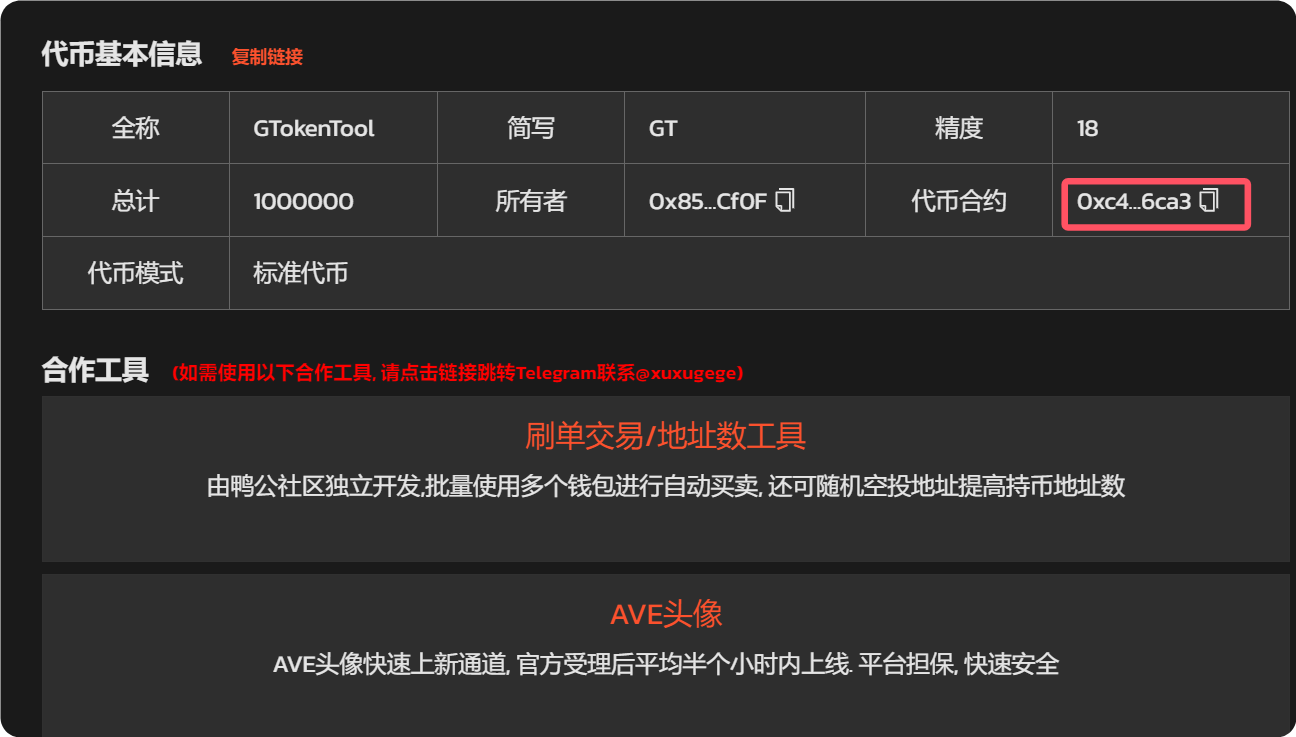 代币基本信息 复制链接
全称 GTokenTool 简写 GT 精度 18
总计 1000000 所有者 0x85...Cf0F 代币合约 0xc4...6ca3
代币模式 标准代币
合作工具 (如需使用以下合作工具, 请点击链接跳转Telegram联系@xuxugege)
刷单交易/地址数工具
由鸭公社区独立开发,批量使用多个钱包进行自动买卖, 还可随机空投地址提高持币地址数
AVE头像
AVE头像快速上新通道, 官方受理后平均半个小时内上线. 平台担保, 快速安全